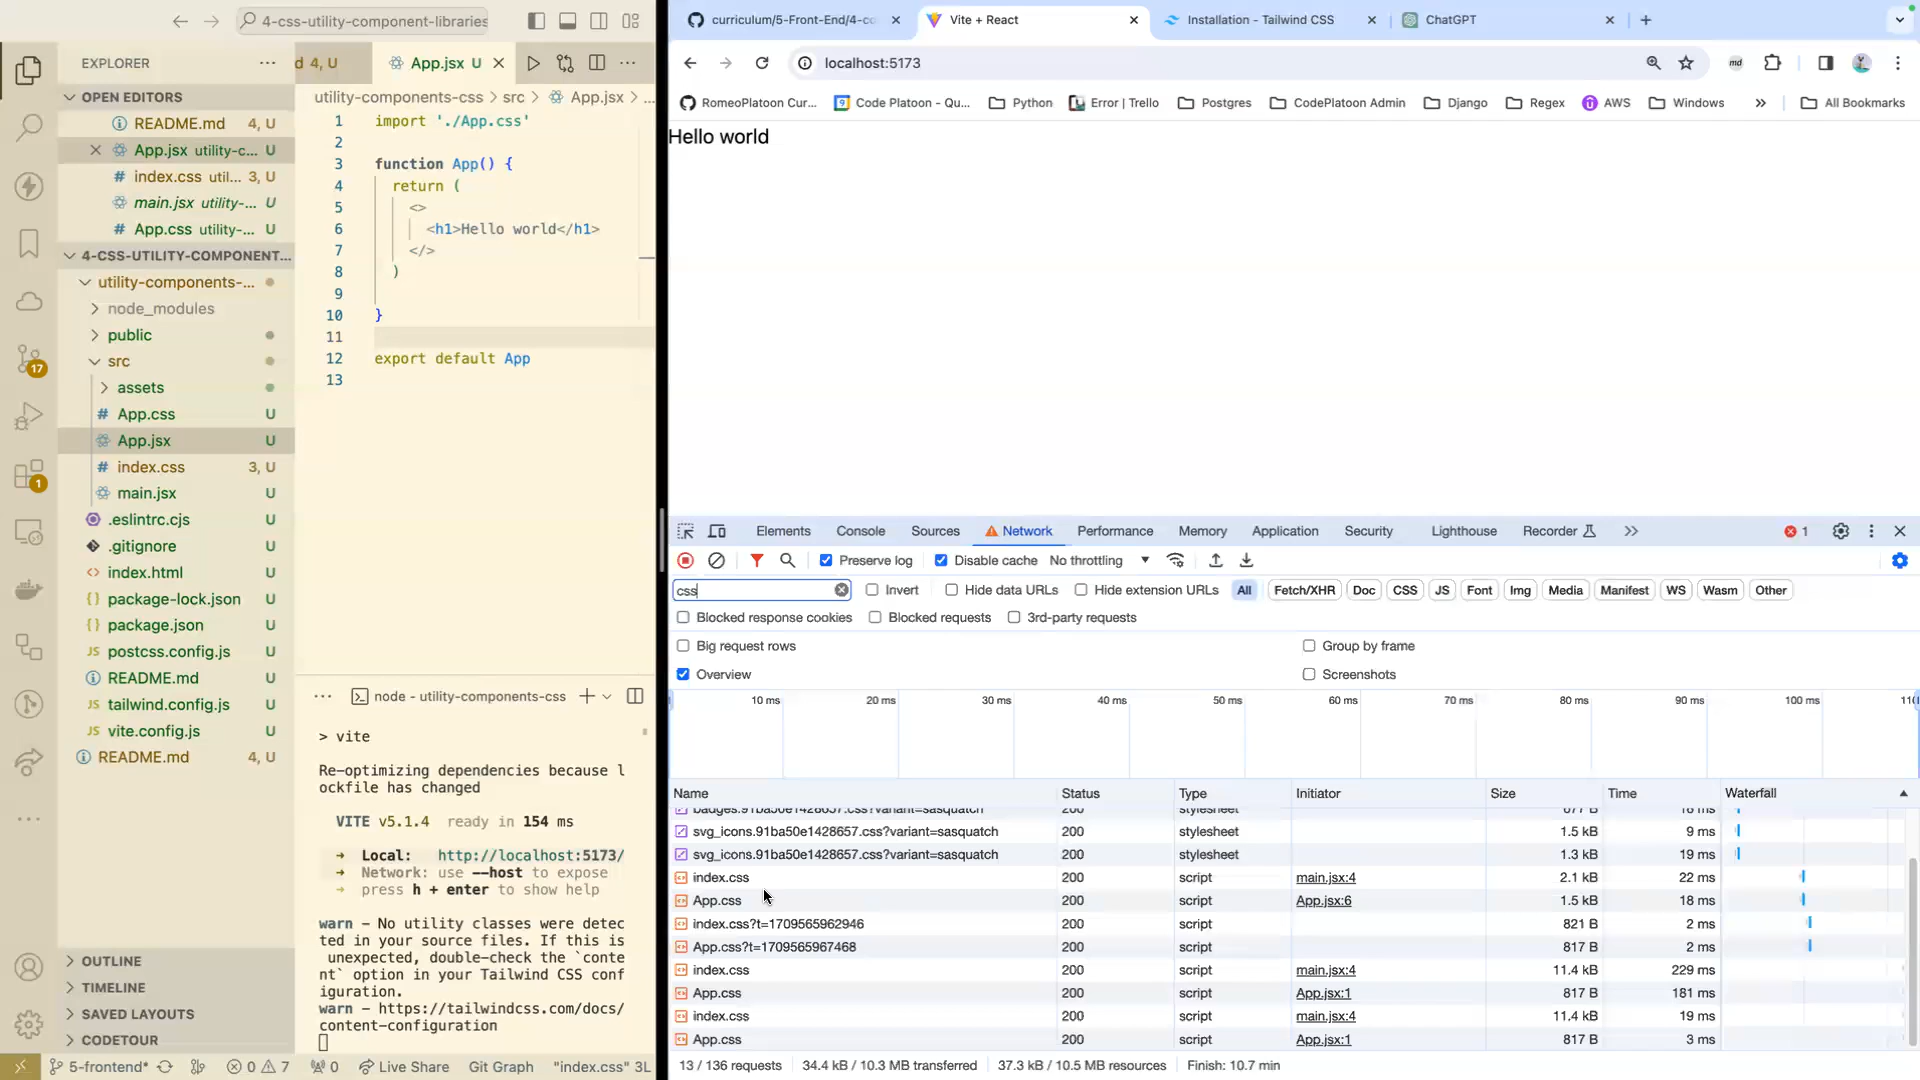 4-css-utility-component-libraries
EXPLORER
OPEN EDITORS
README.md 4, U
App.jsx utility-c... U
index.css util... 3, U
main.jsx utility-... U
App.css utility-... U
4-CSS-UTILITY-COMPONENT...
utility-components-...
node_modules
public
src
assets
App.css U
App.jsx U
index.css 3, U
main.jsx U
.eslintrc.cjs U
.gitignore U
index.html U
package-lock.json U
package.json U
postcss.config.js U
README.md U
tailwind.config.js U
vite.config.js U
README.md 4, U
OUTLINE
TIMELINE
SAVED LAYOUTS
CODETOUR
17
1
d 4, U
App.jsx U
utility-components-css > src > App.jsx > ...
1 import './App.css'
2
3 function App() {
4 return (
5 <>
6 <h1>Hello world</h1>
7 </>
8 )
9
10 }
11
12 export default App
13
node - utility-components-css
> vite
Re-optimizing dependencies because l
ockfile has changed
VITE v5.1.4 ready in 154 ms
➜ Local: http://localhost:5173/
➜ Network: use --host to expose
➜ press h + enter to show help
warn – No utility classes were detec
ted in your source files. If this is
unexpected, double-check the `conte
nt` option in your Tailwind CSS conf
iguration.
warn – https://tailwindcss.com/docs/
content-configuration
5-frontend* 0 7 0 Live Share Git Graph "index.css" 3L
curriculum/5-Front-End/4-co
Vite + React
Installation - Tailwind CSS
ChatGPT
localhost:5173
md
RomeoPlatoon Cur... Code Platoon - Qu... Python Error | Trello Postgres CodePlatoon Admin Django Regex AWS Windows » All Bookmarks
Hello world
Elements Console Sources Network Performance Memory Application Security Lighthouse Recorder 1
Preserve log Disable cache No throttling
css Invert Hide data URLs Hide extension URLs All Fetch/XHR Doc CSS JS Font Img Media Manifest WS Wasm Other
Blocked response cookies Blocked requests 3rd-party requests
Big request rows Group by frame
Overview Screenshots
10 ms 20 ms 30 ms 40 ms 50 ms 60 ms 70 ms 80 ms 90 ms 100 ms 110
Name Status Type Initiator Size Time Waterfall
badges.91ba50e1428657.css?variant=sasquatch 200 stylesheet 677 B
svg_icons.91ba50e1428657.css?variant=sasquatch 200 stylesheet 1.5 kB 9 ms
svg_icons.91ba50e1428657.css?variant=sasquatch 200 stylesheet 1.3 kB 19 ms
index.css 200 script main.jsx:4 2.1 kB 22 ms
App.css 200 script App.jsx:6 1.5 kB 18 ms
index.css?t=1709565962946 200 script 821 B 2 ms
App.css?t=1709565967468 200 script 817 B 2 ms
index.css 200 script main.jsx:4 11.4 kB 229 ms
App.css 200 script App.jsx:1 817 B 181 ms
index.css 200 script main.jsx:4 11.4 kB 19 ms
App.css 200 script App.jsx:1 817 B 3 ms
13 / 136 requests 34.4 kB / 10.3 MB transferred 37.3 kB / 10.5 MB resources Finish: 10.7 min